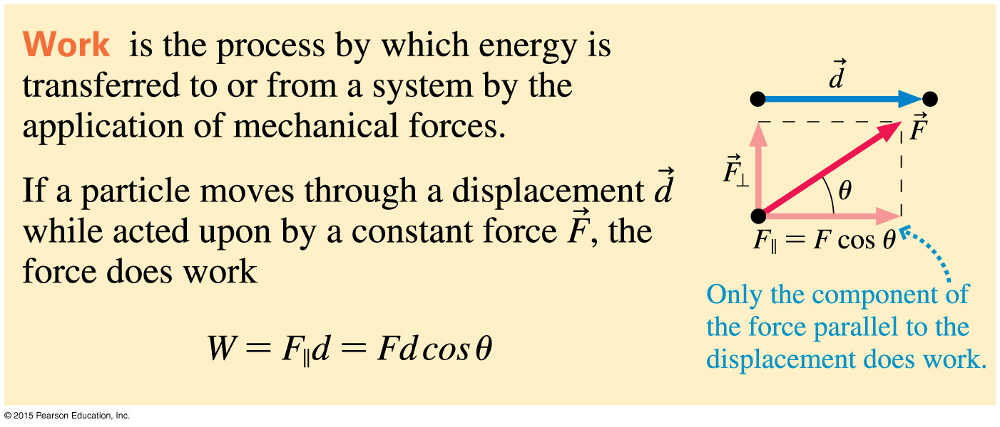 Work is the process by which energy is
transferred to or from a system by the
application of mechanical forces.
If a particle moves through a displacement d⃗
while acted upon by a constant force F⃗, the
force does work
W = F∥d = Fd cos θ
d⃗
F⃗
F⃗⊥
θ
F∥ = F cos θ
Only the component of
the force parallel to the
displacement does work.
© 2015 Pearson Education, Inc.